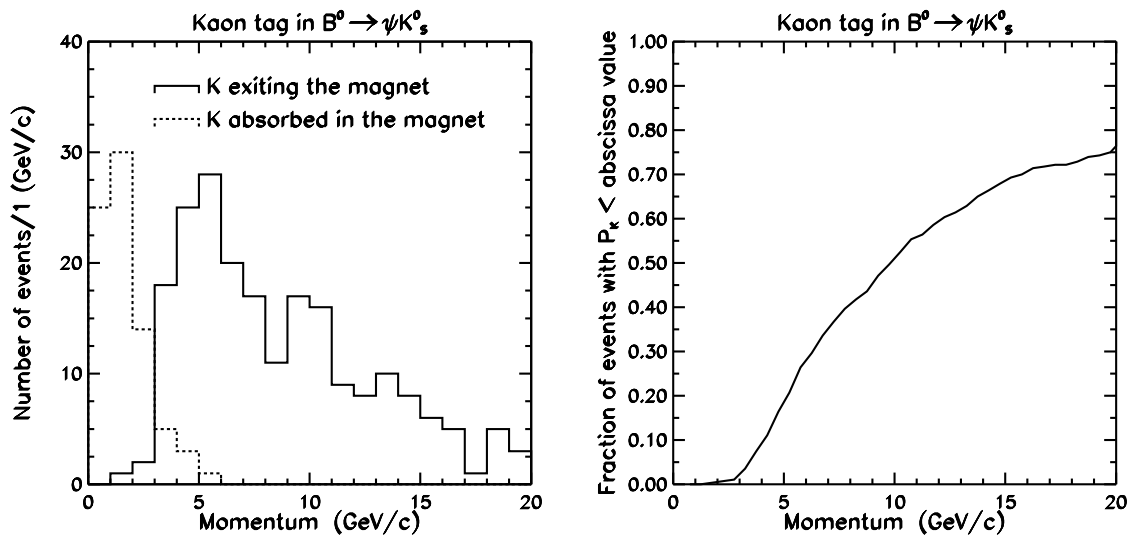 Kaon tag in B⁰ → ψK⁰ₛ
40
30
20
10
0
K exiting the magnet
K absorbed in the magnet
Number of events/1 (GeV/c)
0 5 10 15 20
Momentum (GeV/c)
Kaon tag in B⁰ → ψK⁰ₛ
1.00
0.90
0.80
0.70
0.60
0.50
0.40
0.30
0.20
0.10
0.00
Fraction of events with P_K < abscissa value
0 5 10 15 20
Momentum (GeV/c)